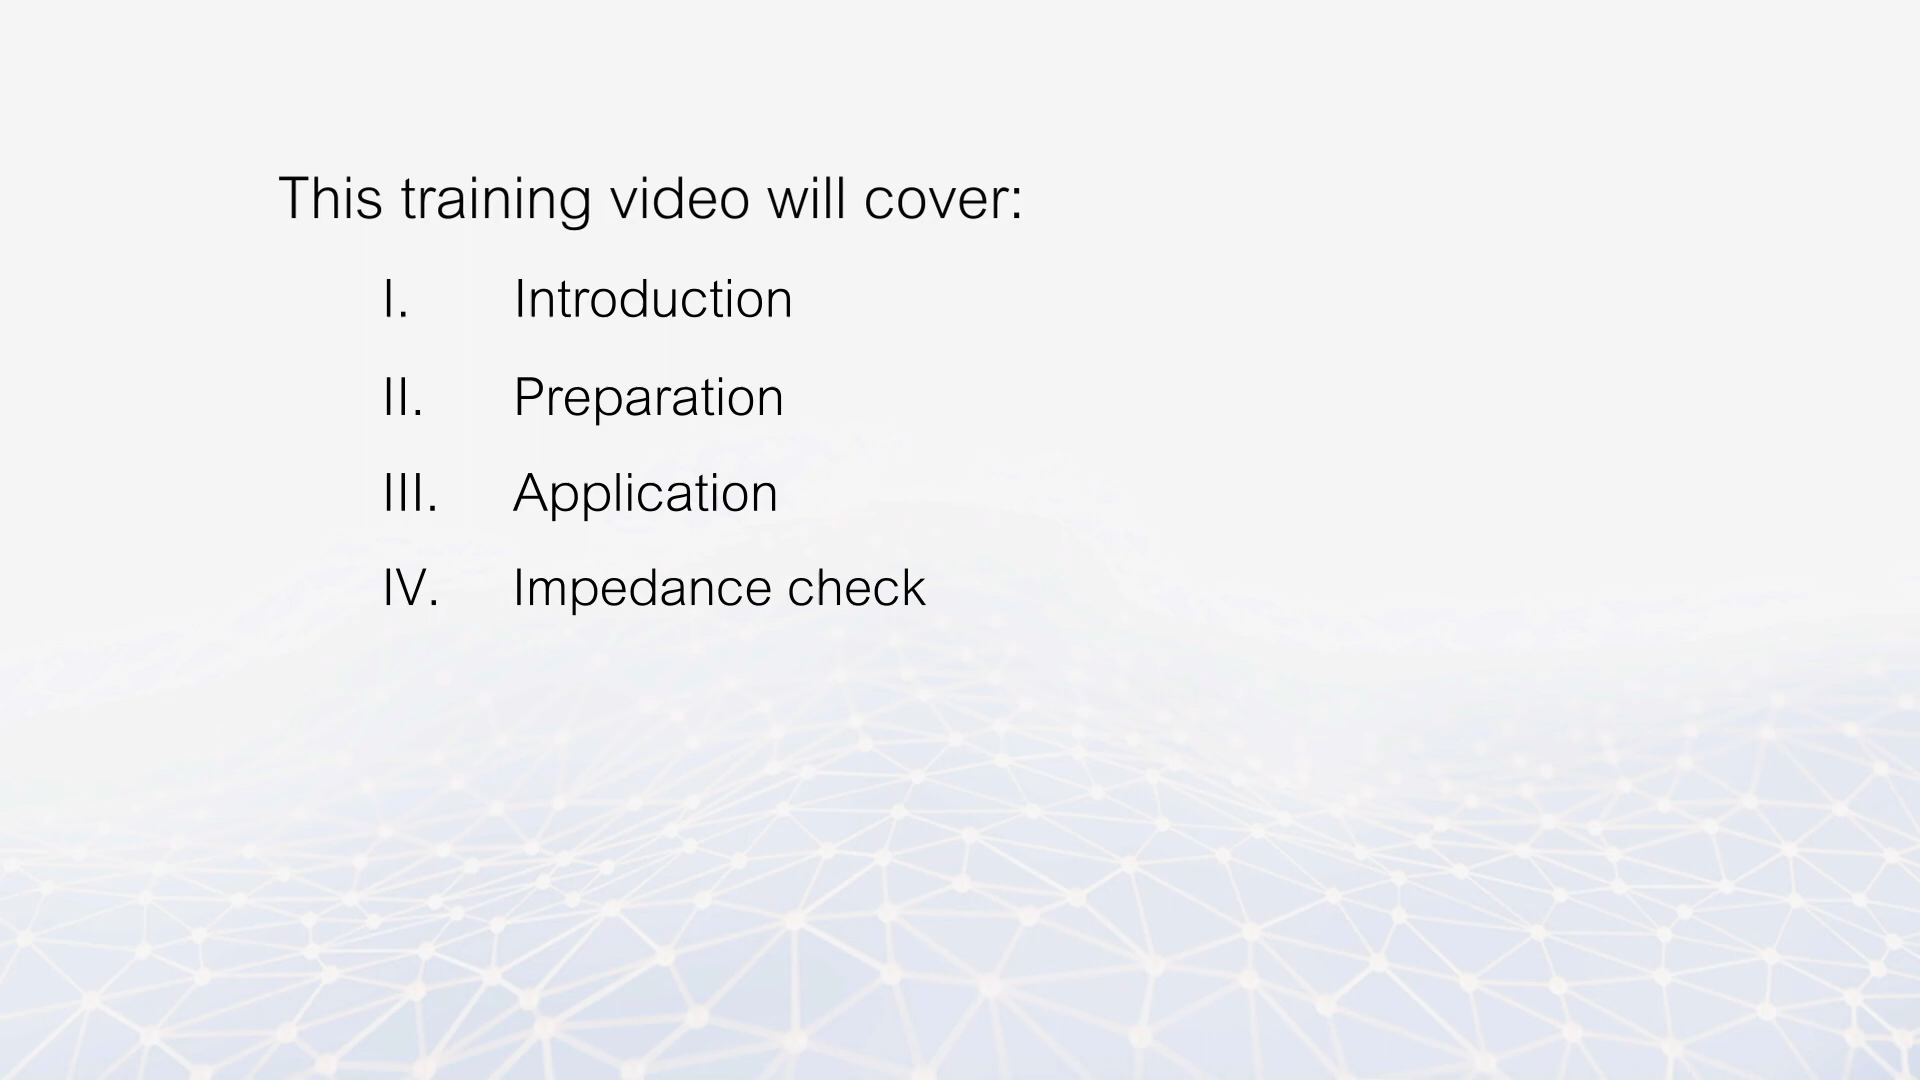 This training video will cover:
I. Introduction
II. Preparation
III. Application
IV. Impedance check